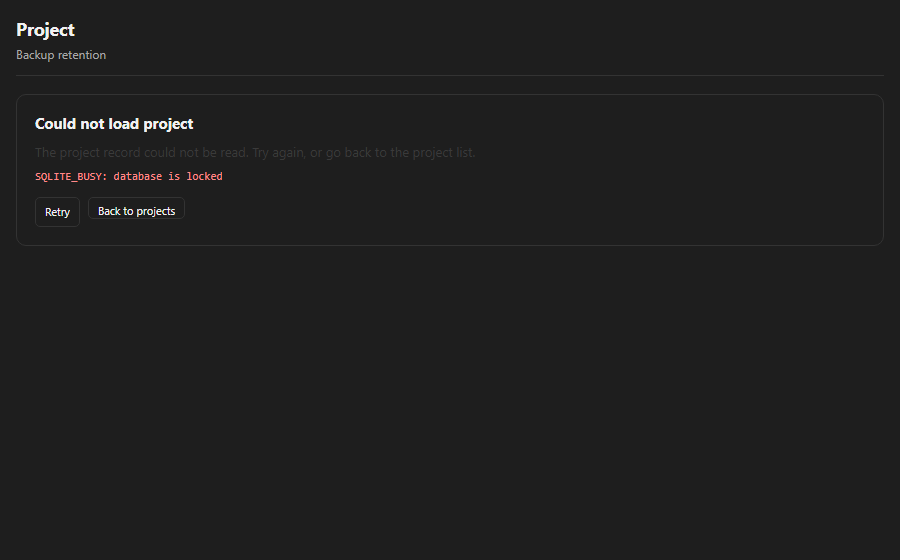 Project
Backup retention
Could not load project
The project record could not be read. Try again, or go back to the project list.
SQLITE_BUSY: database is locked
Retry
Back to projects